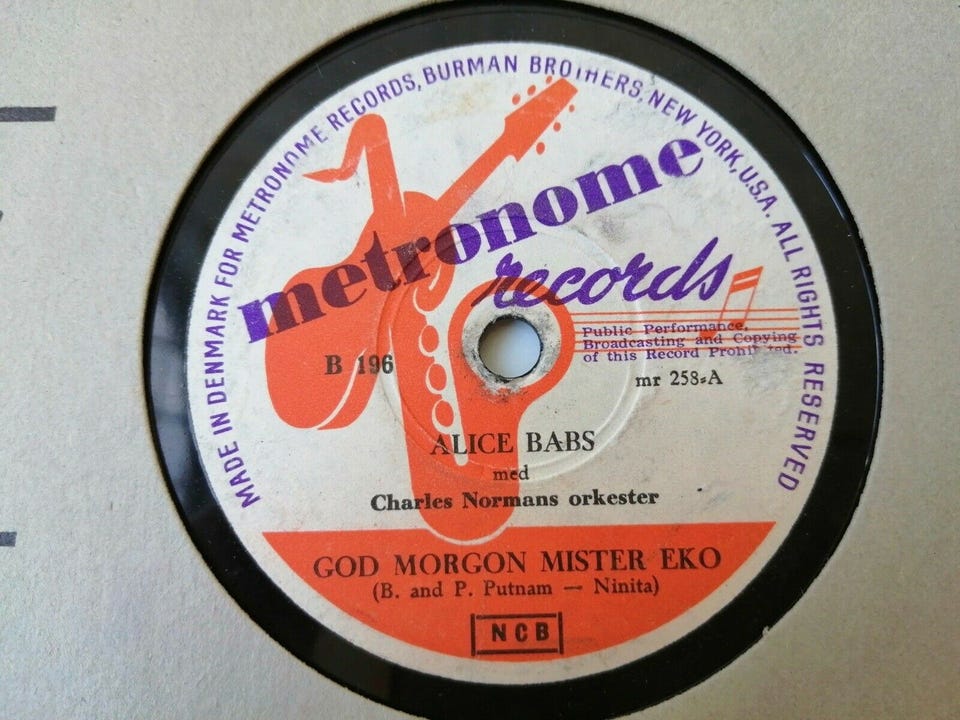 MADE IN DENMARK FOR METRONOME RECORDS, BURMAN BROTHERS, NEW YORK, U.S.A. ALL RIGHTS RESERVED
metronome
records
Public Performance,
Broadcasting and Copying
of this Record Prohibited.
B 196
mr 258-A
ALICE BABS
med
Charles Normans orkester
GOD MORGON MISTER EKO
(B. and P. Putnam — Ninita)
NCB